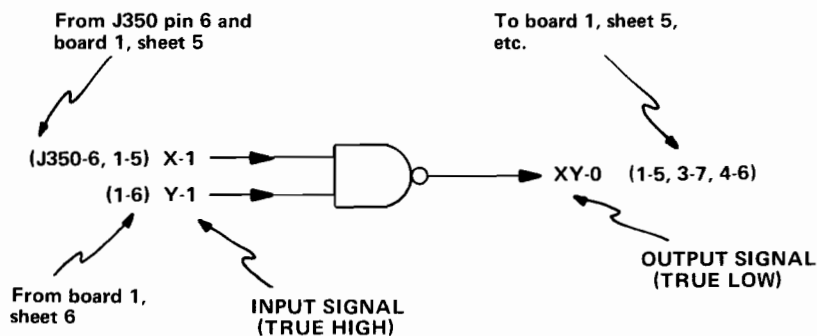 From J350 pin 6 and
board 1, sheet 5
To board 1, sheet 5,
etc.
(J350-6, 1-5) X-1
(1-6) Y-1
XY-0 (1-5, 3-7, 4-6)
From board 1,
sheet 6
INPUT SIGNAL
(TRUE HIGH)
OUTPUT SIGNAL
(TRUE LOW)